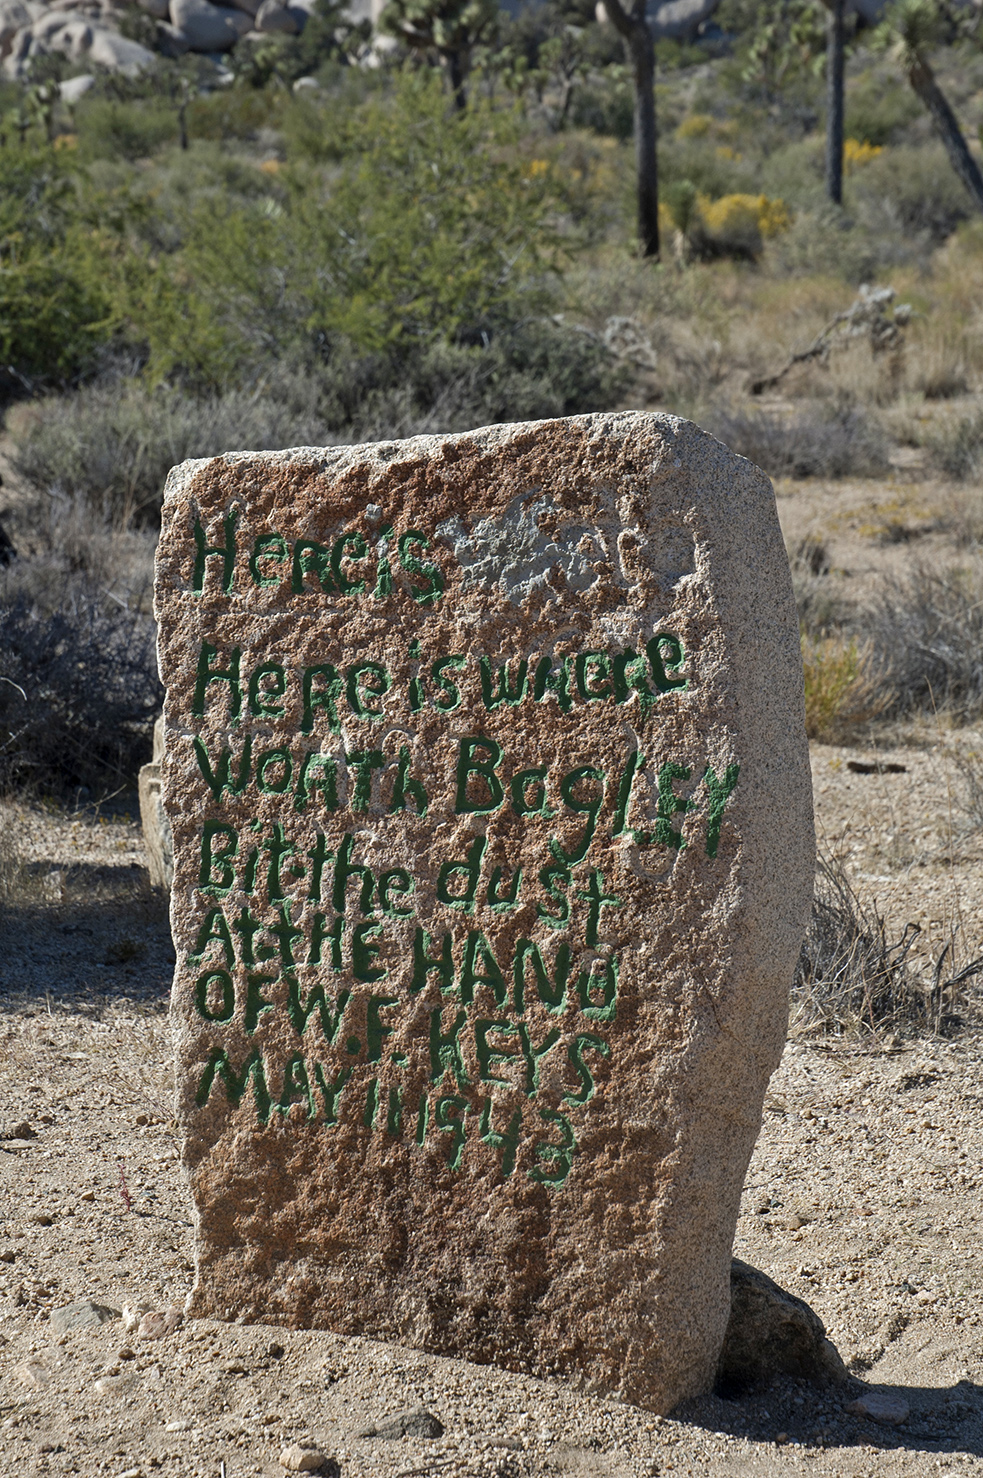 Here is
Here is where
Worth Bagley
Bit the dust
At the HAND
OF W.F. KEYS
MAY 11 1943